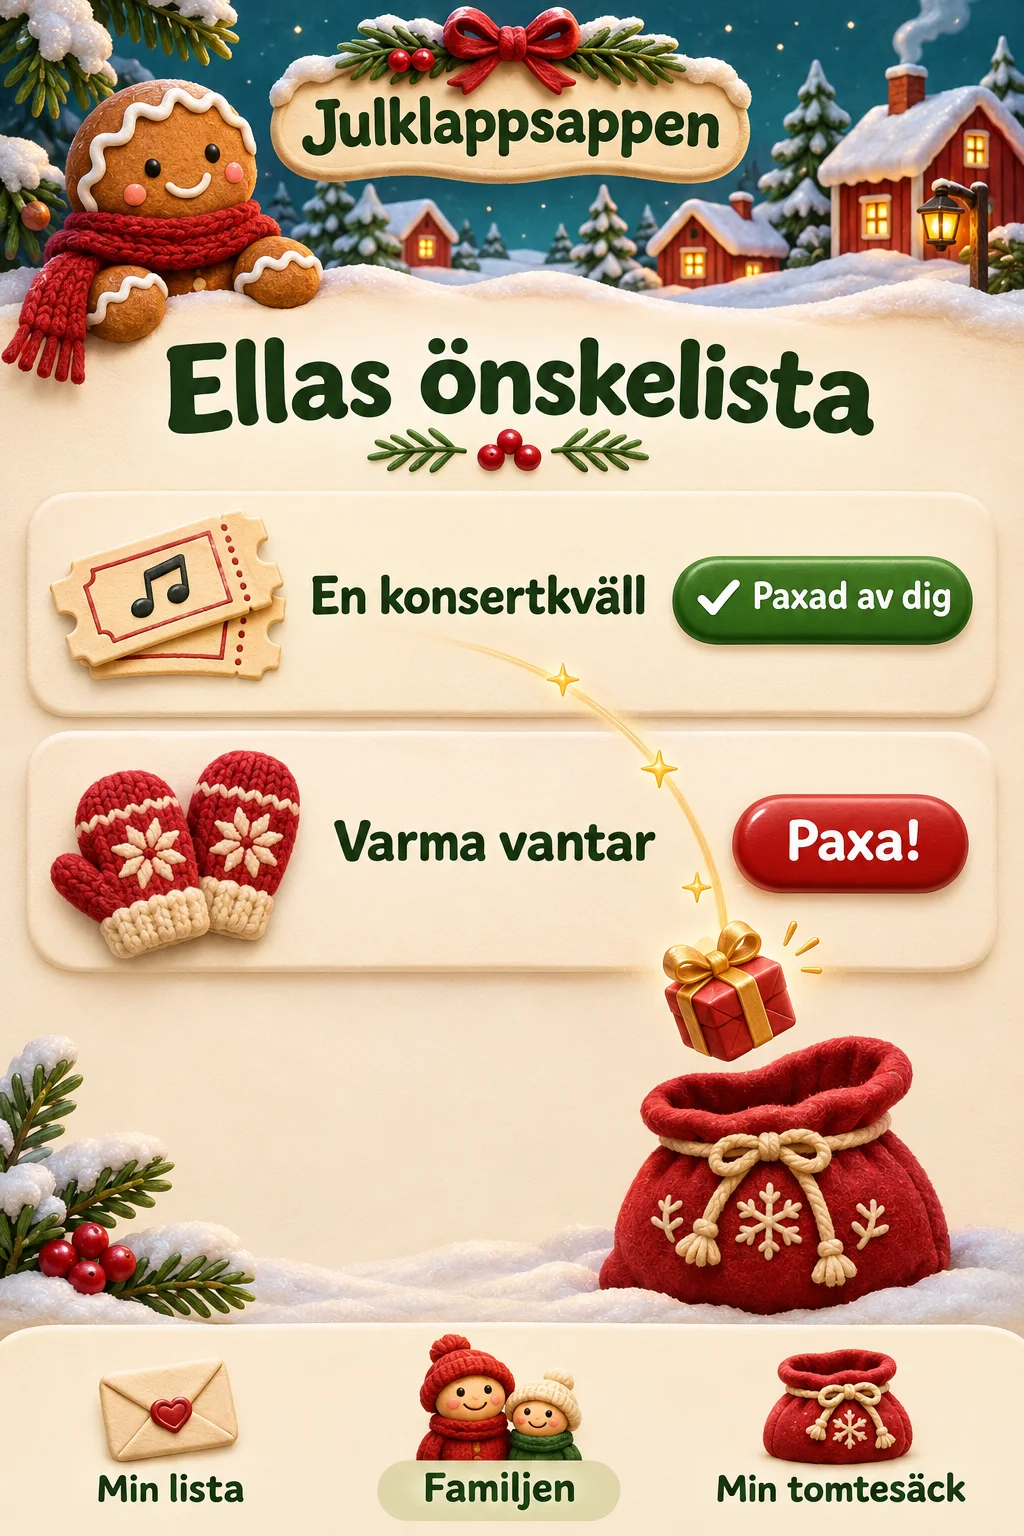 Julklappsappen
Ellas önskelista
En konsertkväll
Paxad av dig
Varma vantar
Paxa!
Min lista
Familjen
Min tomtesäck